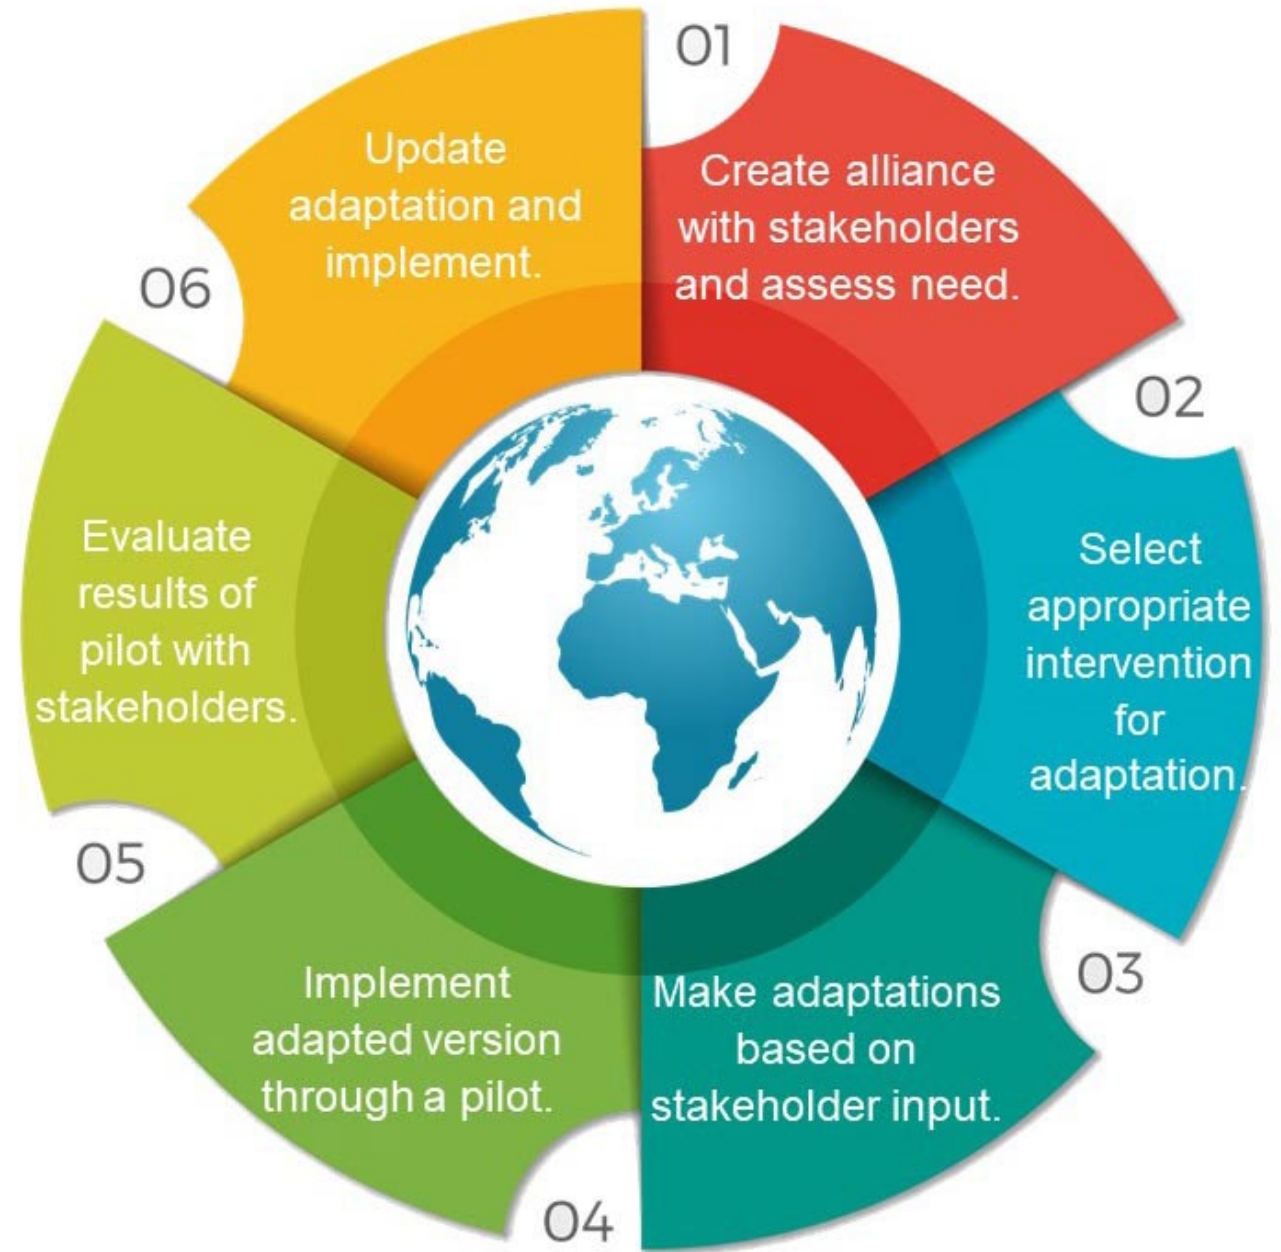 01
Create alliance
with stakeholders
and assess need.
02
Select
appropriate
intervention
for
adaptation.
03
Make adaptations
based on
stakeholder input.
04
Implement
adapted version
through a pilot.
05
Evaluate
results of
pilot with
stakeholders.
06
Update
adaptation and
implement.